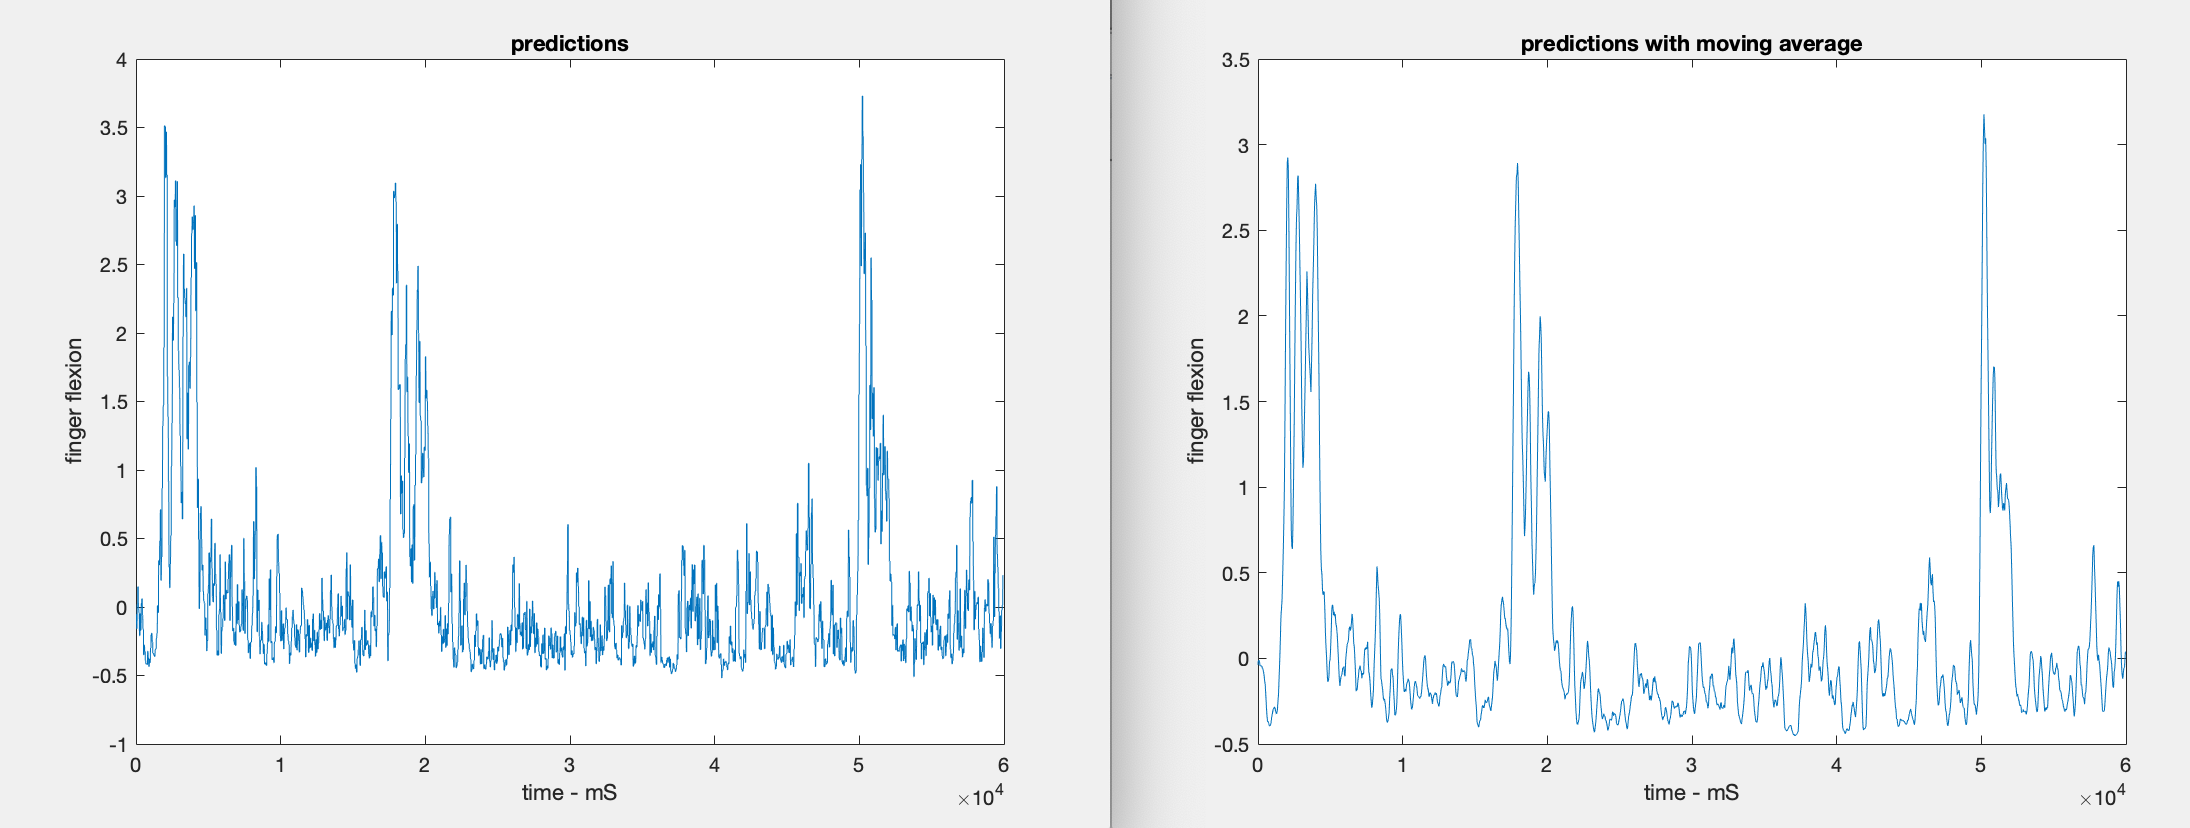 predictions
4
3.5
3
2.5
2
1.5
1
0.5
0
-0.5
-1
finger flexion
0 1 2 3 4 5 6
time - mS
×10^4
predictions with moving average
3.5
3
2.5
2
1.5
1
0.5
0
-0.5
finger flexion
0 1 2 3 4 5 6
time - mS
×10^4